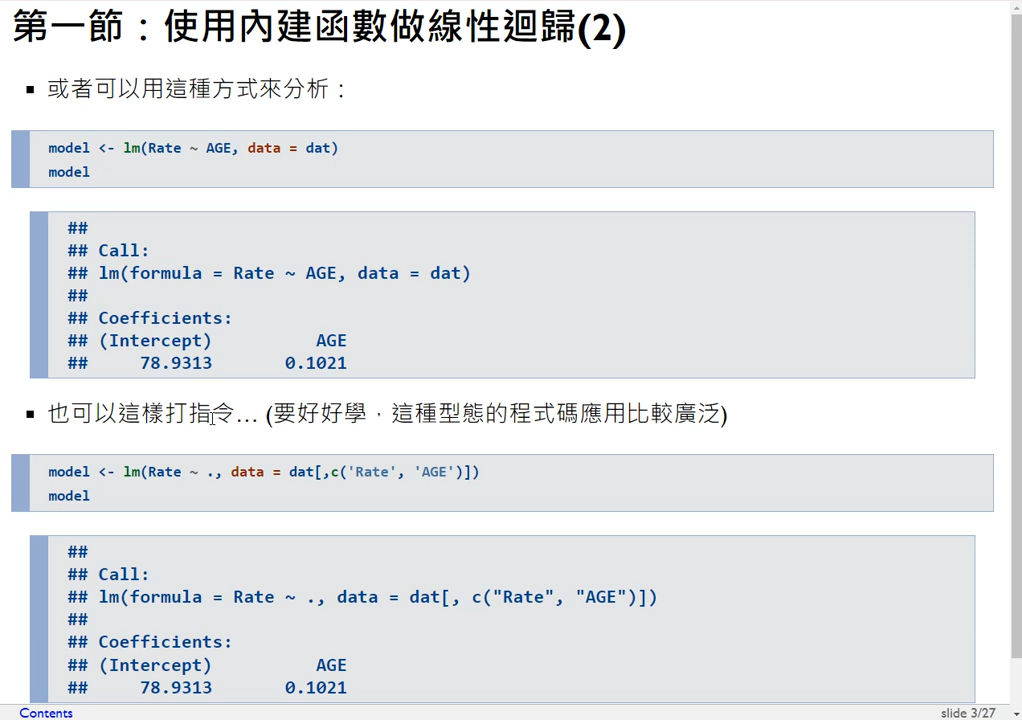 第一節：使用內建函數做線性迴歸(2)
或者可以用這種方式來分析：
model <- lm(Rate ~ AGE, data = dat)
model
##
## Call:
## lm(formula = Rate ~ AGE, data = dat)
##
## Coefficients:
## (Intercept)          AGE
##     78.9313       0.1021
也可以這樣打指令… (要好好學，這種型態的程式碼應用比較廣泛)
model <- lm(Rate ~ ., data = dat[,c('Rate', 'AGE')])
model
##
## Call:
## lm(formula = Rate ~ ., data = dat[, c("Rate", "AGE")])
##
## Coefficients:
## (Intercept)          AGE
##     78.9313       0.1021
Contents
slide 3/27